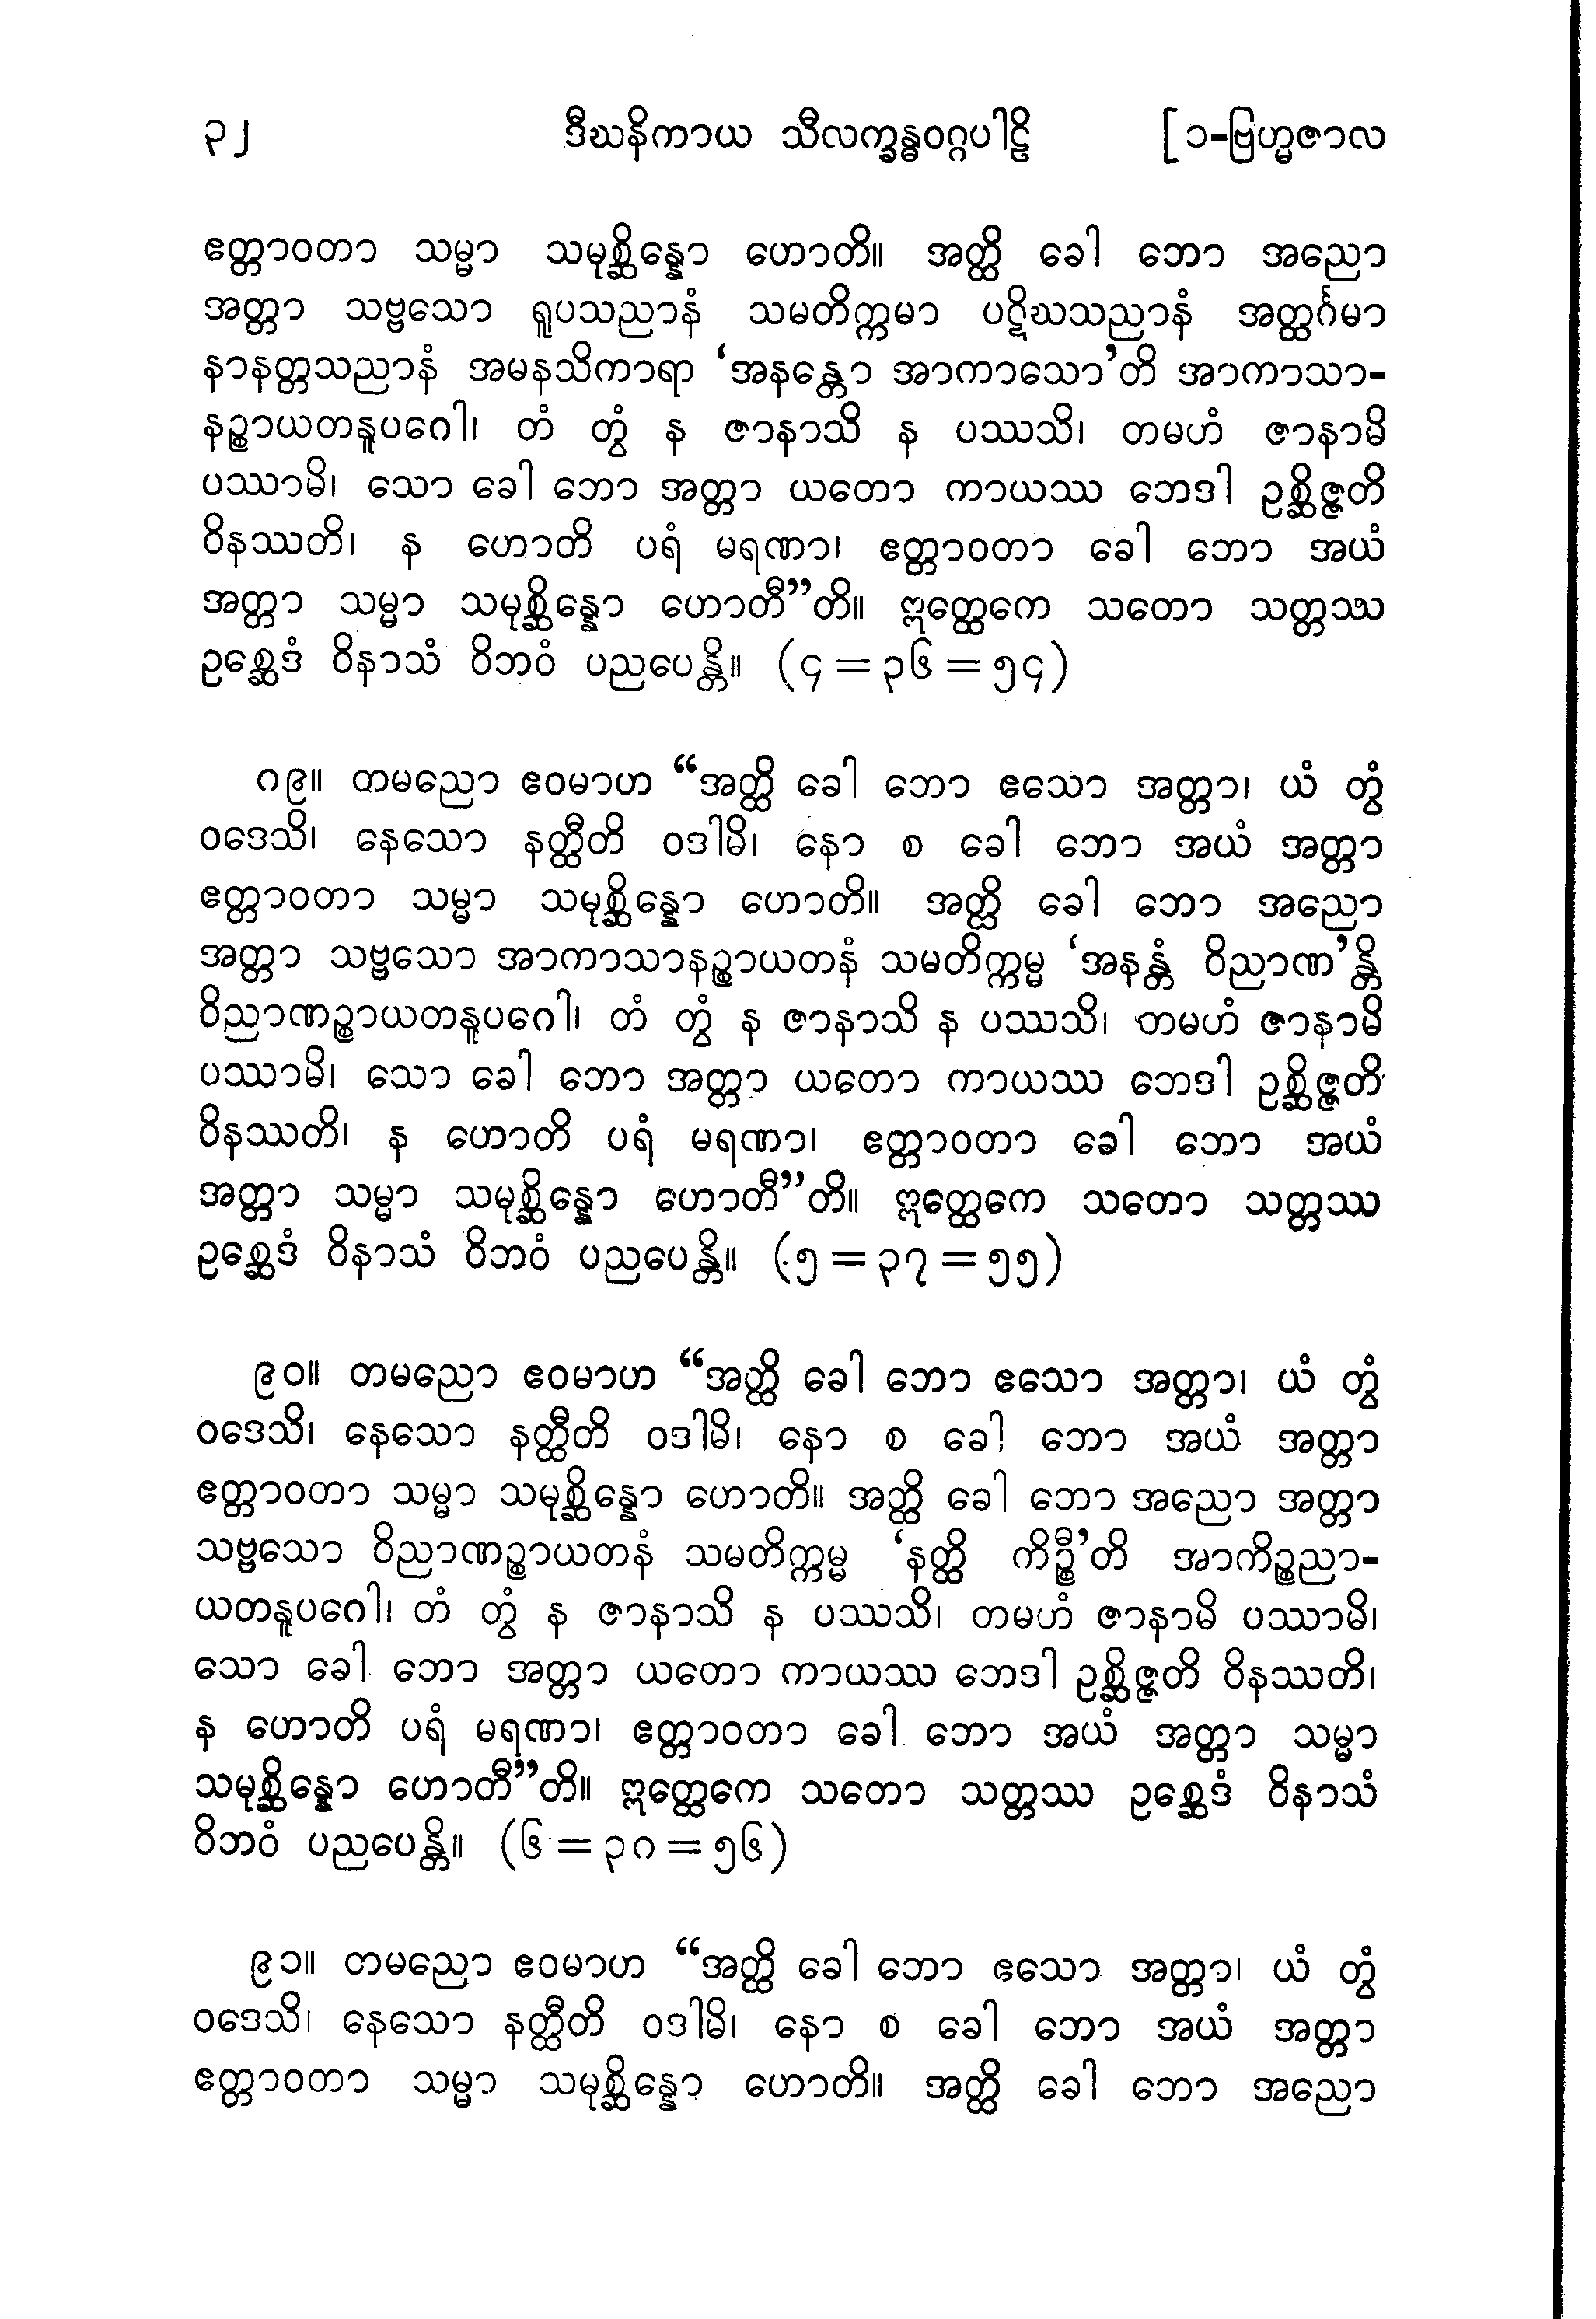 ၃၂ ဒီဃနိကာယ သီလက္ခန္ဓဝဂ္ဂပါဠိ [ ၁-ဗြဟ္မဇာလ
ဧတ္တာဝတာ သမ္မာ သမုစ္ဆိန္နော ဟောတိ။ အတ္ထိ ခေါ ဘော အညော
အတ္တာ သဗ္ဗသော ရူပသညာနံ သမတိက္ကမာ ပဋိဃသညာနံ အတ္ထင်္ဂမာ
နာနတ္တသညာနံ အမနသိကာရာ ‘အနန္တော အာကာသော’တိ အာကာသာ-
နဉ္စာယတနူပဂေါ၊ တံ တွံ န ဇာနာသိ န ပဿသိ၊ တမဟံ ဇာနာမိ
ပဿာမိ၊ သော ခေါ ဘော အတ္တာ ယတော ကာယဿ ဘေဒါ ဥစ္ဆိဇ္ဇတိ
ဝိနဿတိ၊ န ဟောတိ ပရံ မရဏာ၊ ဧတ္တာဝတာ ခေါ ဘော အယံ
အတ္တာ သမ္မာ သမုစ္ဆိန္နော ဟောတီ”တိ။ ဣတ္ထေကေ သတော သတ္တဿ
ဥစ္ဆေဒံ ဝိနာသံ ဝိဘဝံ ပညပေန္တိ။ (၄=၃၆=၅၄)
၈၉။ တမညော ဧဝမာဟ “အတ္ထိ ခေါ ဘော ဧသော အတ္တာ၊ ယံ တွံ
ဝဒေသိ၊ နေသော နတ္ထီတိ ဝဒါမိ၊ နော စ ခေါ ဘော အယံ အတ္တာ
ဧတ္တာဝတာ သမ္မာ သမုစ္ဆိန္နော ဟောတိ။ အတ္ထိ ခေါ ဘော အညော
အတ္တာ သဗ္ဗသော အာကာသာနဉ္စာယတနံ သမတိက္ကမ္မ ‘အနန္တံ ဝိညာဏ’န္တိ
ဝိညာဏဉ္စာယတနူပဂေါ၊ တံ တွံ န ဇာနာသိ န ပဿသိ၊ တမဟံ ဇာနာမိ
ပဿာမိ၊ သော ခေါ ဘော အတ္တာ ယတော ကာယဿ ဘေဒါ ဥစ္ဆိဇ္ဇတိ
ဝိနဿတိ၊ န ဟောတိ ပရံ မရဏာ၊ ဧတ္တာဝတာ ခေါ ဘော အယံ
အတ္တာ သမ္မာ သမုစ္ဆိန္နော ဟောတီ”တိ။ ဣတ္ထေကေ သတော သတ္တဿ
ဥစ္ဆေဒံ ဝိနာသံ ဝိဘဝံ ပညပေန္တိ။ (၅=၃၇=၅၅)
၉၀။ တမညော ဧဝမာဟ “အတ္ထိ ခေါ ဘော ဧသော အတ္တာ၊ ယံ တွံ
ဝဒေသိ၊ နေသော နတ္ထီတိ ဝဒါမိ၊ နော စ ခေါ ဘော အယံ အတ္တာ
ဧတ္တာဝတာ သမ္မာ သမုစ္ဆိန္နော ဟောတိ။ အတ္ထိ ခေါ ဘော အညော အတ္တာ
သဗ္ဗသော ဝိညာဏဉ္စာယတနံ သမတိက္ကမ္မ ‘နတ္ထိ ကိဉ္စီ’တိ အာကိဉ္စညာ-
ယတနူပဂေါ၊ တံ တွံ န ဇာနာသိ န ပဿသိ၊ တမဟံ ဇာနာမိ ပဿာမိ၊
သော ခေါ ဘော အတ္တာ ယတော ကာယဿ ဘေဒါ ဥစ္ဆိဇ္ဇတိ ဝိနဿတိ၊
န ဟောတိ ပရံ မရဏာ၊ ဧတ္တာဝတာ ခေါ ဘော အယံ အတ္တာ သမ္မာ
သမုစ္ဆိန္နော ဟောတီ”တိ။ ဣတ္ထေကေ သတော သတ္တဿ ဥစ္ဆေဒံ ဝိနာသံ
ဝိဘဝံ ပညပေန္တိ။ (၆=၃၈=၅၆)
၉၁။ တမညော ဧဝမာဟ “အတ္ထိ ခေါ ဘော ဧသော အတ္တာ၊ ယံ တွံ
ဝဒေသိ၊ နေသော နတ္ထီတိ ဝဒါမိ၊ နော စ ခေါ ဘော အယံ အတ္တာ
ဧတ္တာဝတာ သမ္မာ သမုစ္ဆိန္နော ဟောတိ။ အတ္ထိ ခေါ ဘော အညော